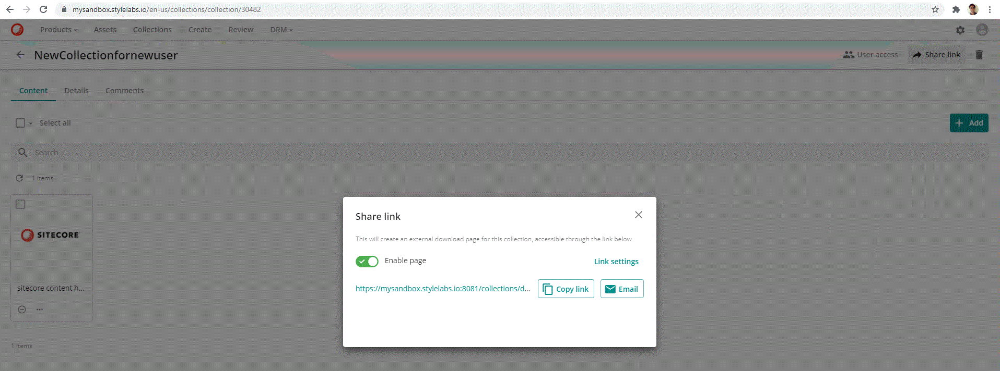 mysandbox.stylelabs.io/en-us/collections/collection/30482
Products Assets Collections Create Review DRM
NewCollectionfornewuser User access Share link
Content Details Comments
Select all Add
Search
1 items
SITECORE
sitecore content h...
1 items
Share link
This will create an external download page for this collection, accessible through the link below
Enable page Link settings
https://mysandbox.stylelabs.io:8081/collections/d... Copy link Email